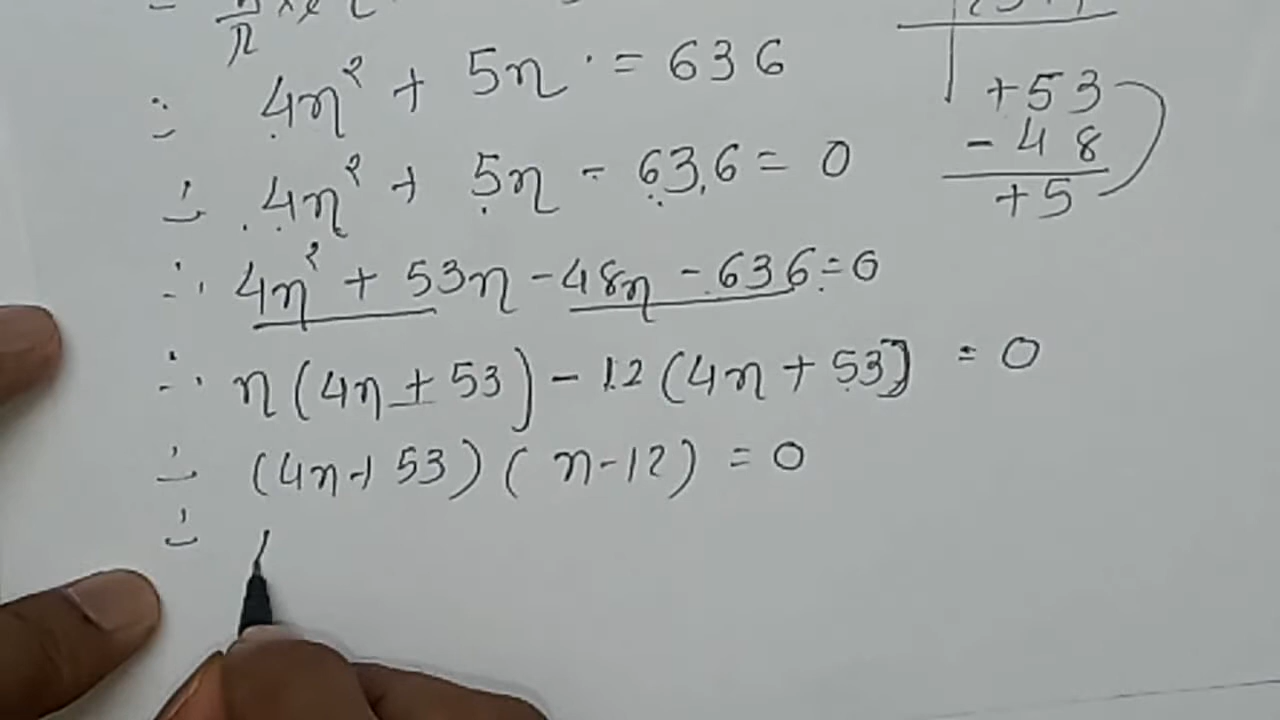 ∴ 4n² + 5n = 636
∴ 4n² + 5n - 636 = 0
∴ 4n² + 53n - 48n - 636 = 0
∴ n(4n + 53) - 12(4n + 53) = 0
∴ (4n + 53)(n - 12) = 0
∴
+53
- 48
+5